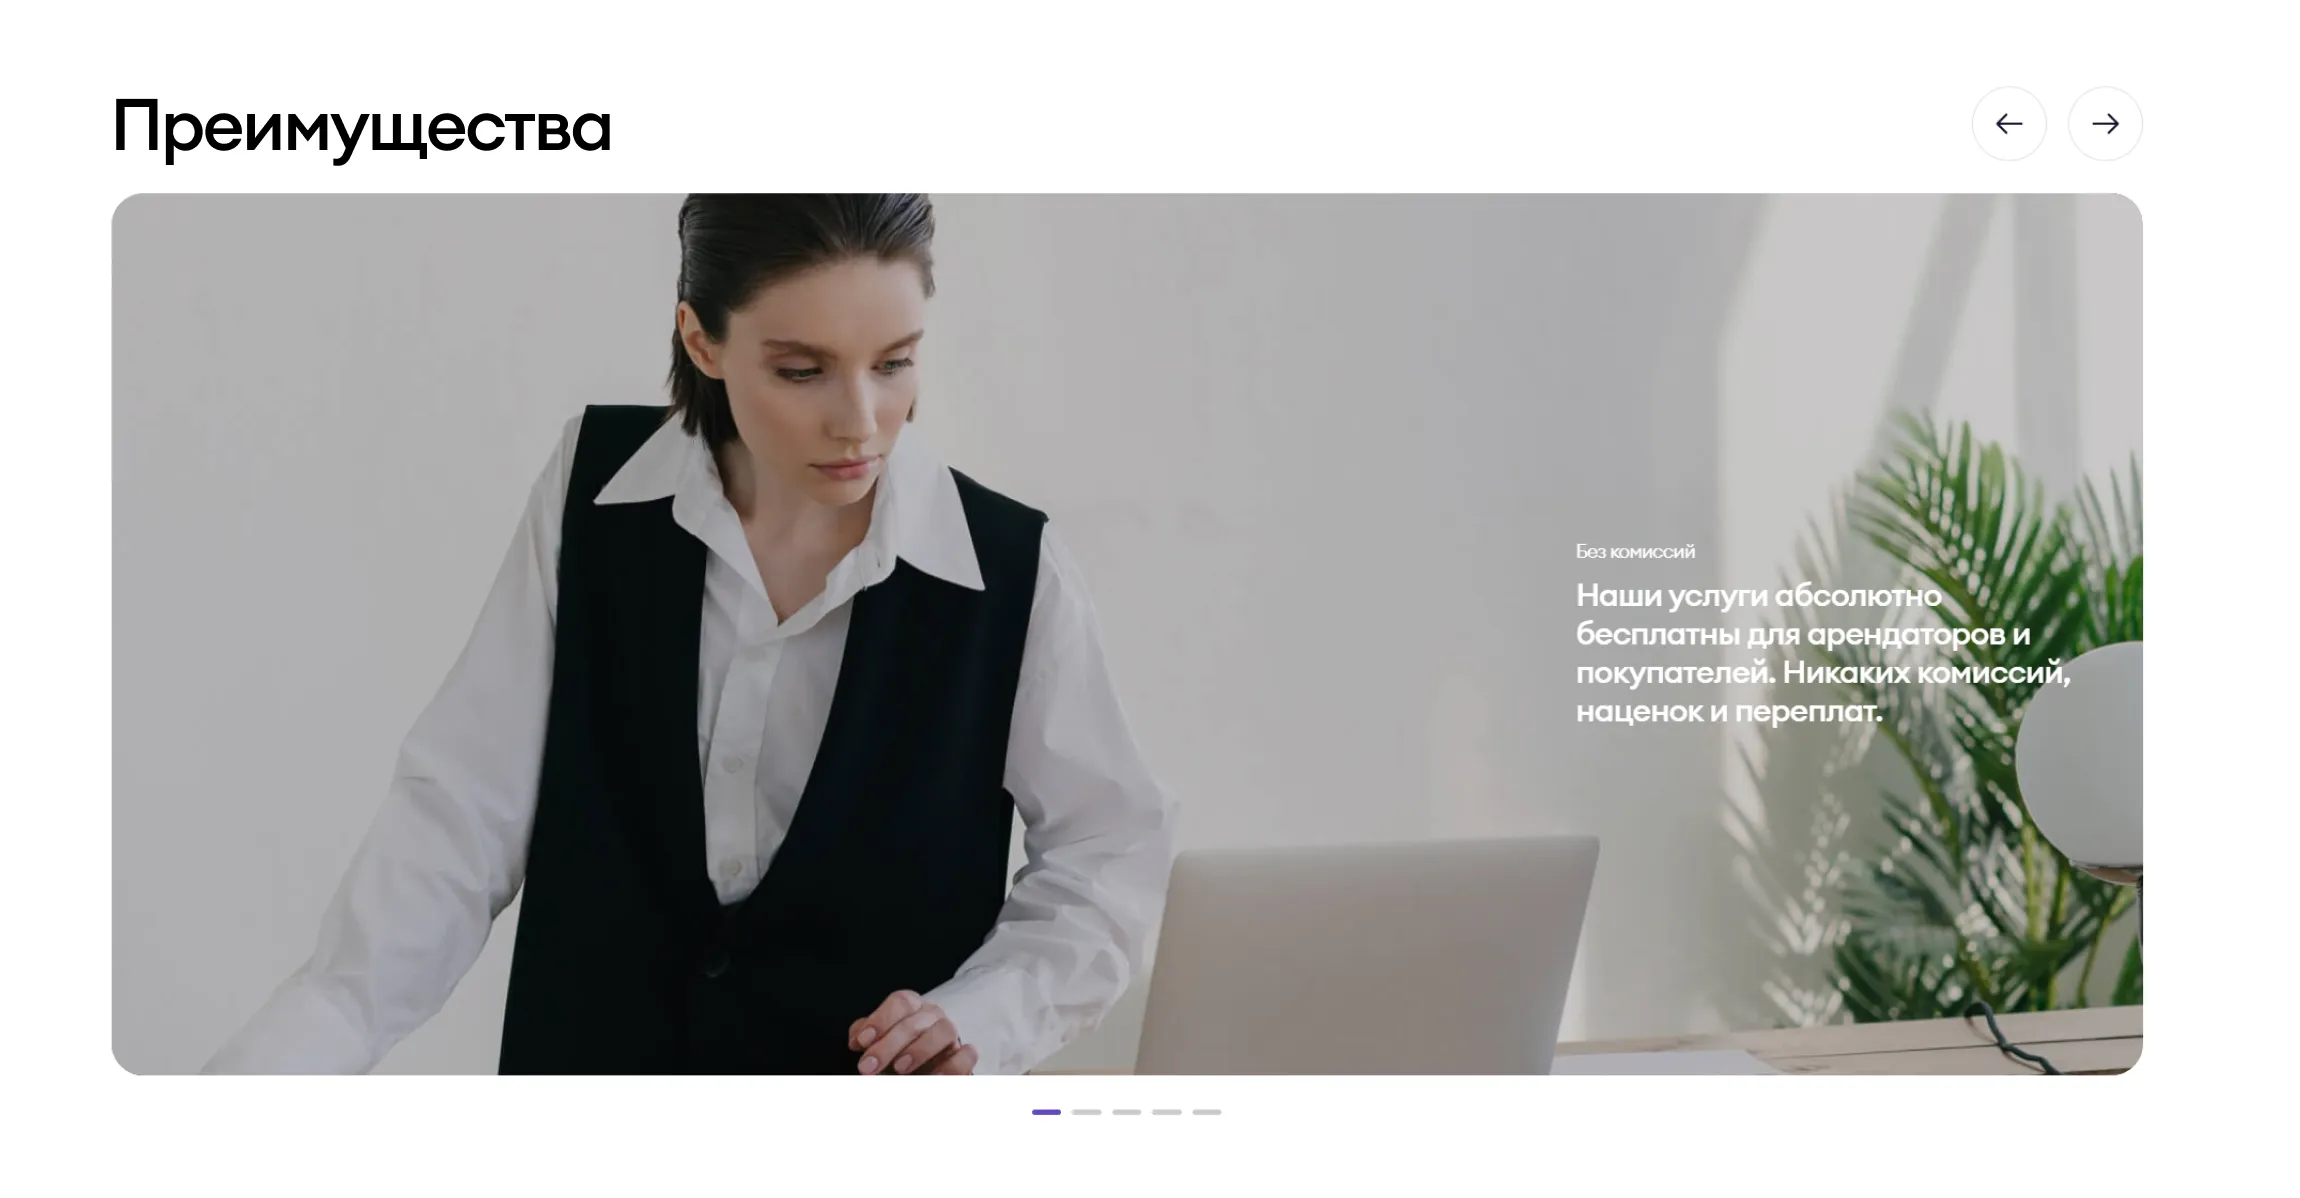 Преимущества
Без комиссий
Наши услуги абсолютно
бесплатны для арендаторов и
покупателей. Никаких комиссий,
наценок и переплат.